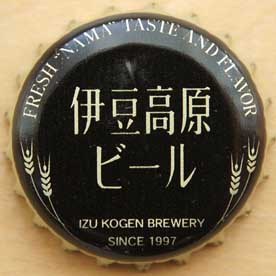 FRESH "NAMA" TASTE AND FLAVOR
伊豆高原
ビール
IZU KOGEN BREWERY
SINCE 1997